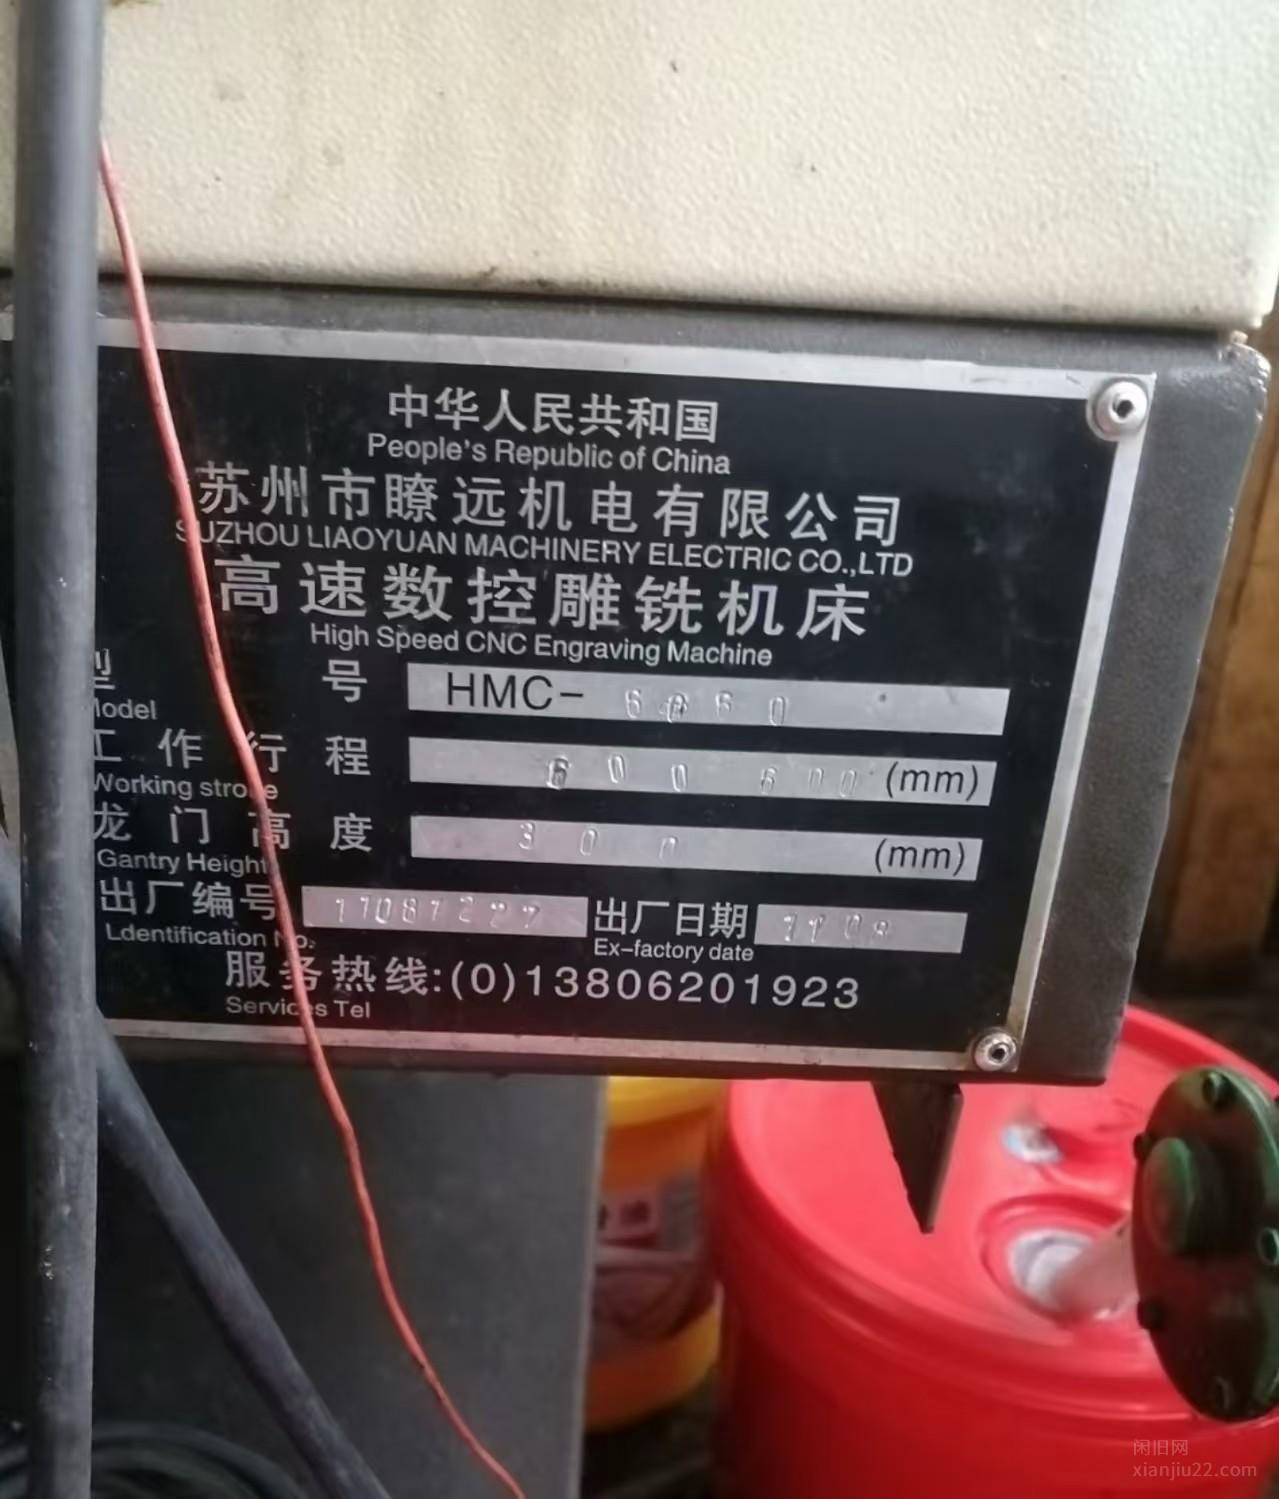 中华人民共和国
People's Republic of China
苏州市瞭远机电有限公司
SUZHOU LIAOYUAN MACHINERY ELECTRIC CO.,LTD
高速数控雕铣机床
High Speed CNC Engraving Machine
型 号 HMC- 6060
Model
工作行程 600 600 (mm)
Working stroke
龙门高度 300 (mm)
Gantry Height
出厂编号 出厂日期
Ldentification No. Ex-factory date
服务热线:(0)13806201923
Services Tel
闲旧网
xianjiu22.com